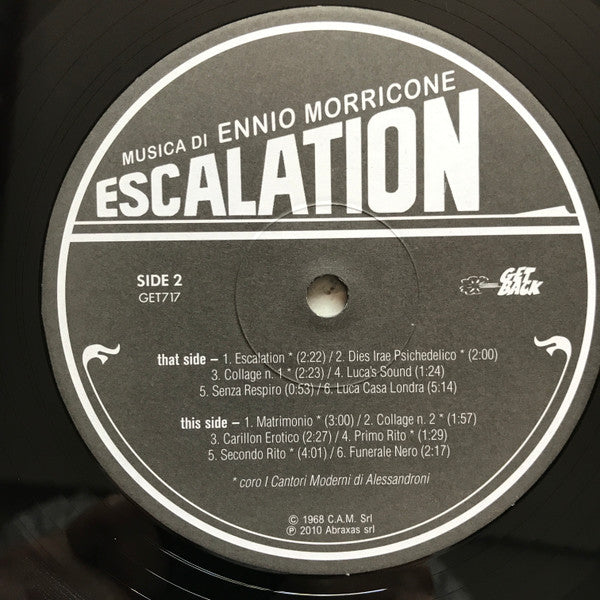 MUSICA DI ENNIO MORRICONE
ESCALATION
SIDE 2
GET717
GET
BACK
that side – 1. Escalation * (2:22) / 2. Dies Irae Psichedelico * (2:00)
3. Collage n. 1 * (2:23) / 4. Luca's Sound (1:24)
5. Senza Respiro (0:53) / 6. Luca Casa Londra (5:14)
this side – 1. Matrimonio * (3:00) / 2. Collage n. 2 * (1:57)
3. Carillon Erotico (2:27) / 4. Primo Rito * (1:29)
5. Secondo Rito * (4:01) / 6. Funerale Nero (2:17)
* coro I Cantori Moderni di Alessandroni
© 1968 C.A.M. Srl
℗ 2010 Abraxas srl